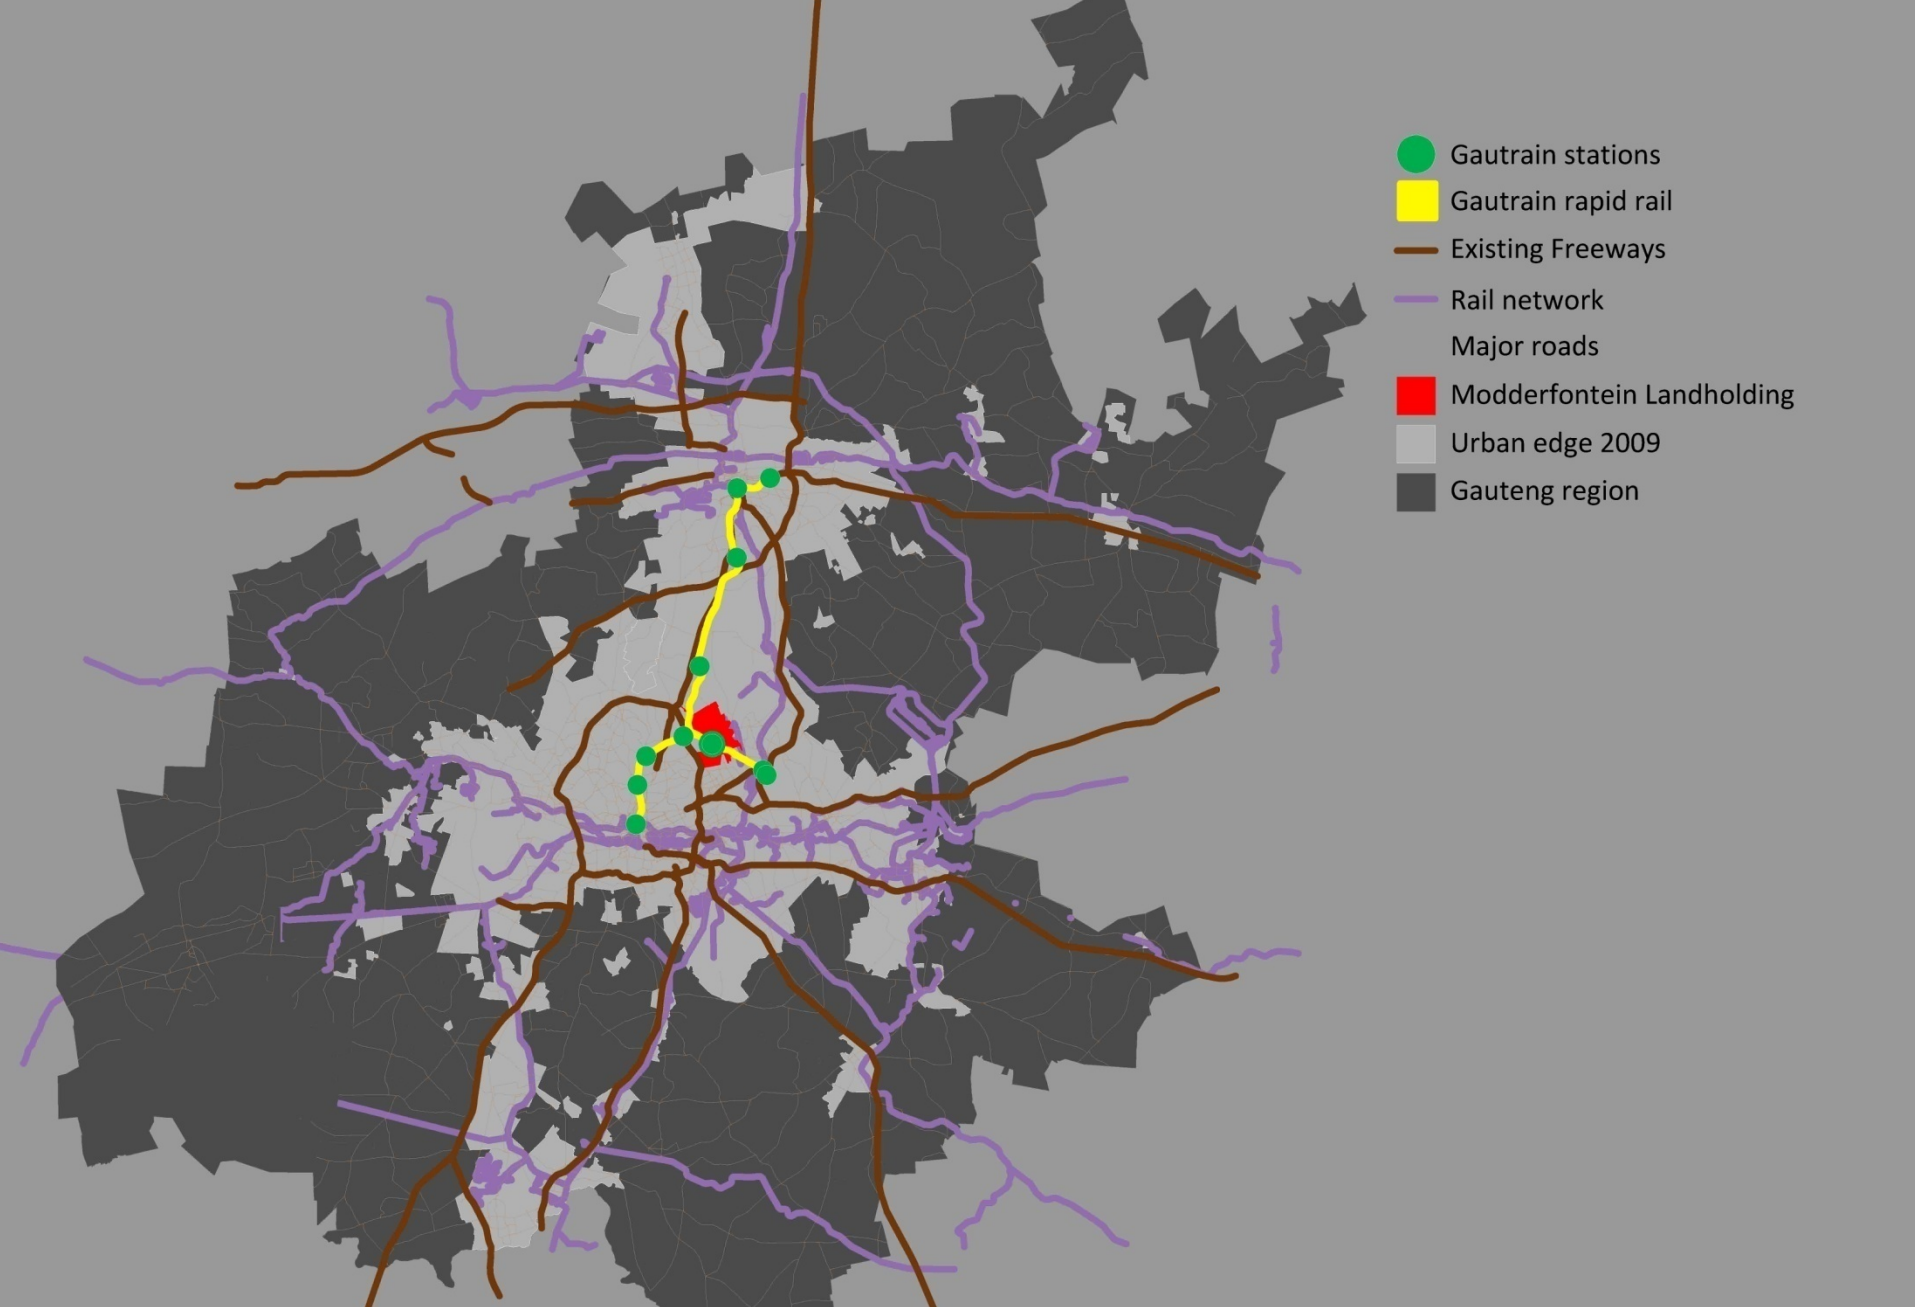 Gautrain stations
Gautrain rapid rail
Existing Freeways
Rail network
Major roads
Modderfontein Landholding
Urban edge 2009
Gauteng region